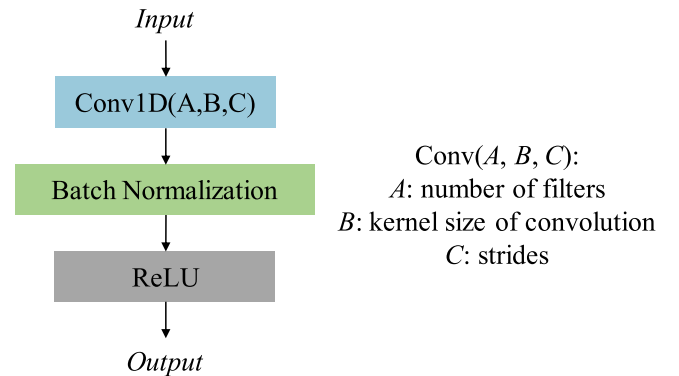 Input
Conv1D(A,B,C)
Batch Normalization
ReLU
Output
Conv(A, B, C):
A: number of filters
B: kernel size of convolution
C: strides